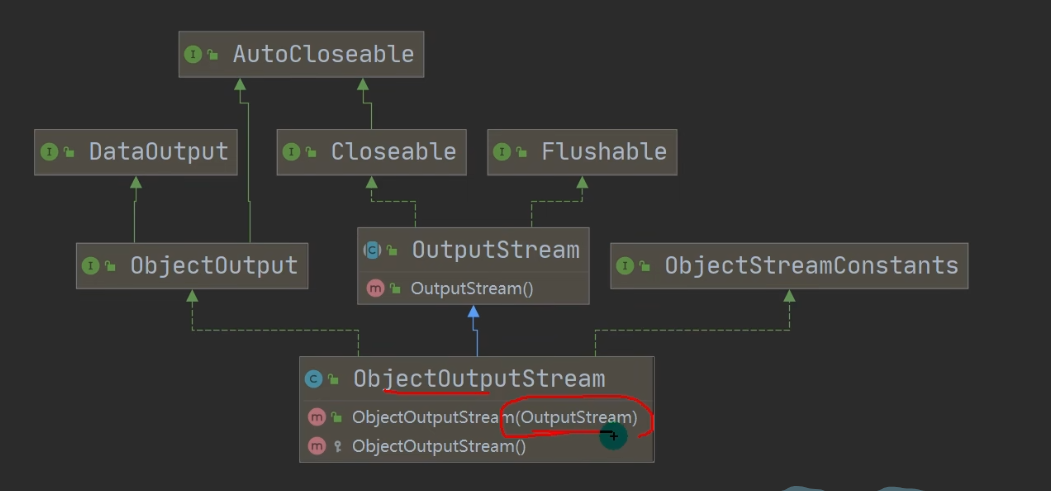 AutoCloseable
DataOutput
Closeable
Flushable
ObjectOutput
OutputStream
OutputStream()
ObjectStreamConstants
ObjectOutputStream
ObjectOutputStream(OutputStream)
ObjectOutputStream()